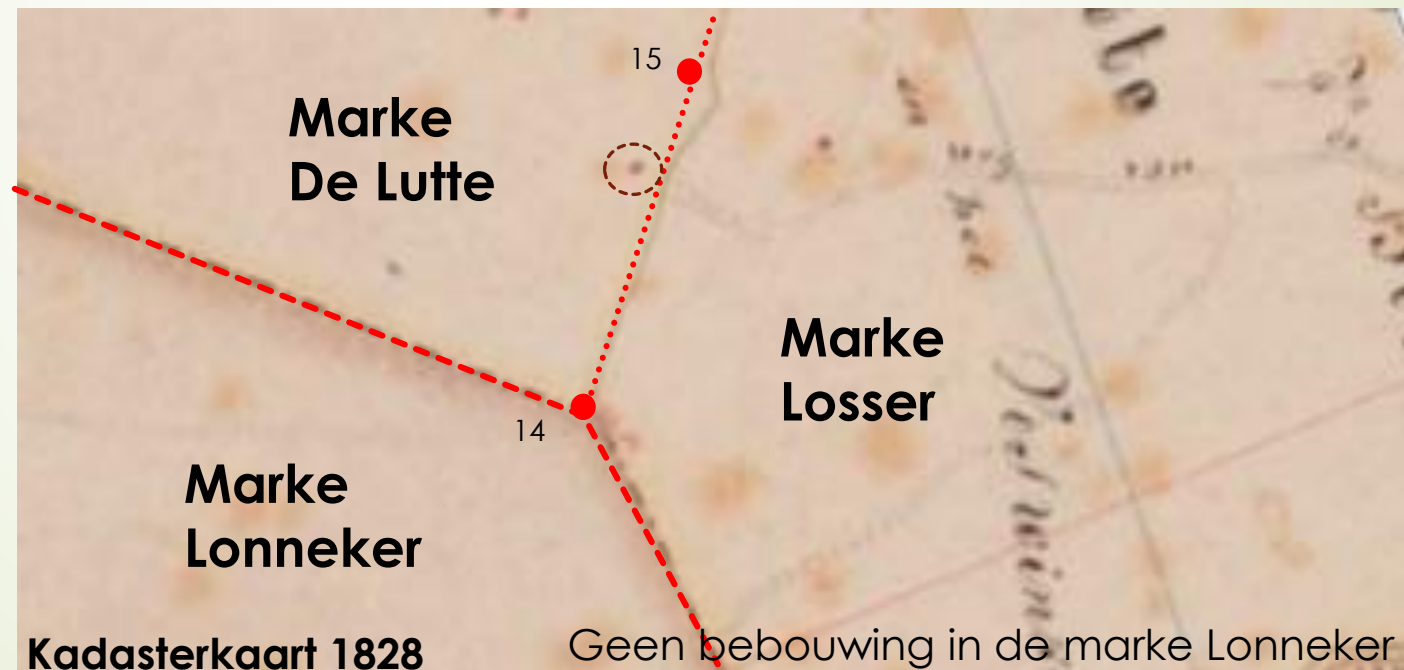 15
Marke
De Lutte
Marke
Losser
14
Marke
Lonneker
Kadasterkaart 1828
Geen bebouwing in de marke Lonneker